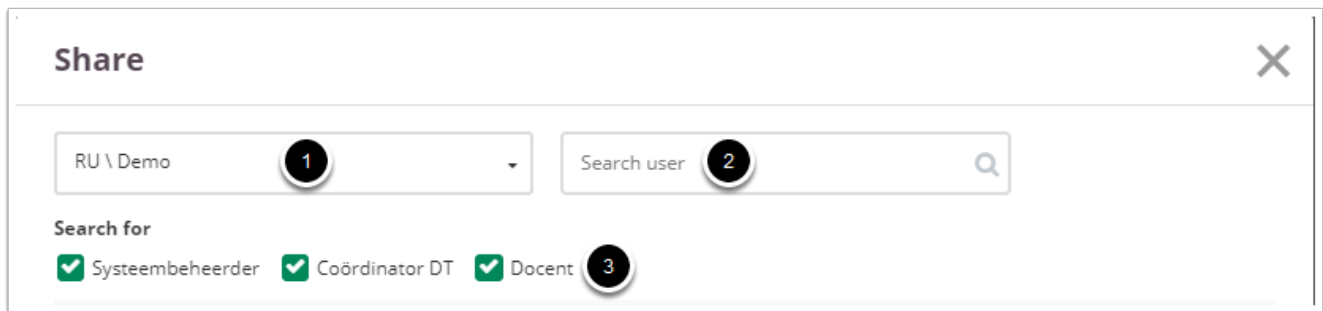 Share
RU \ Demo 1
Search user 2
Search for
Systeembeheerder Coördinator DT Docent 3